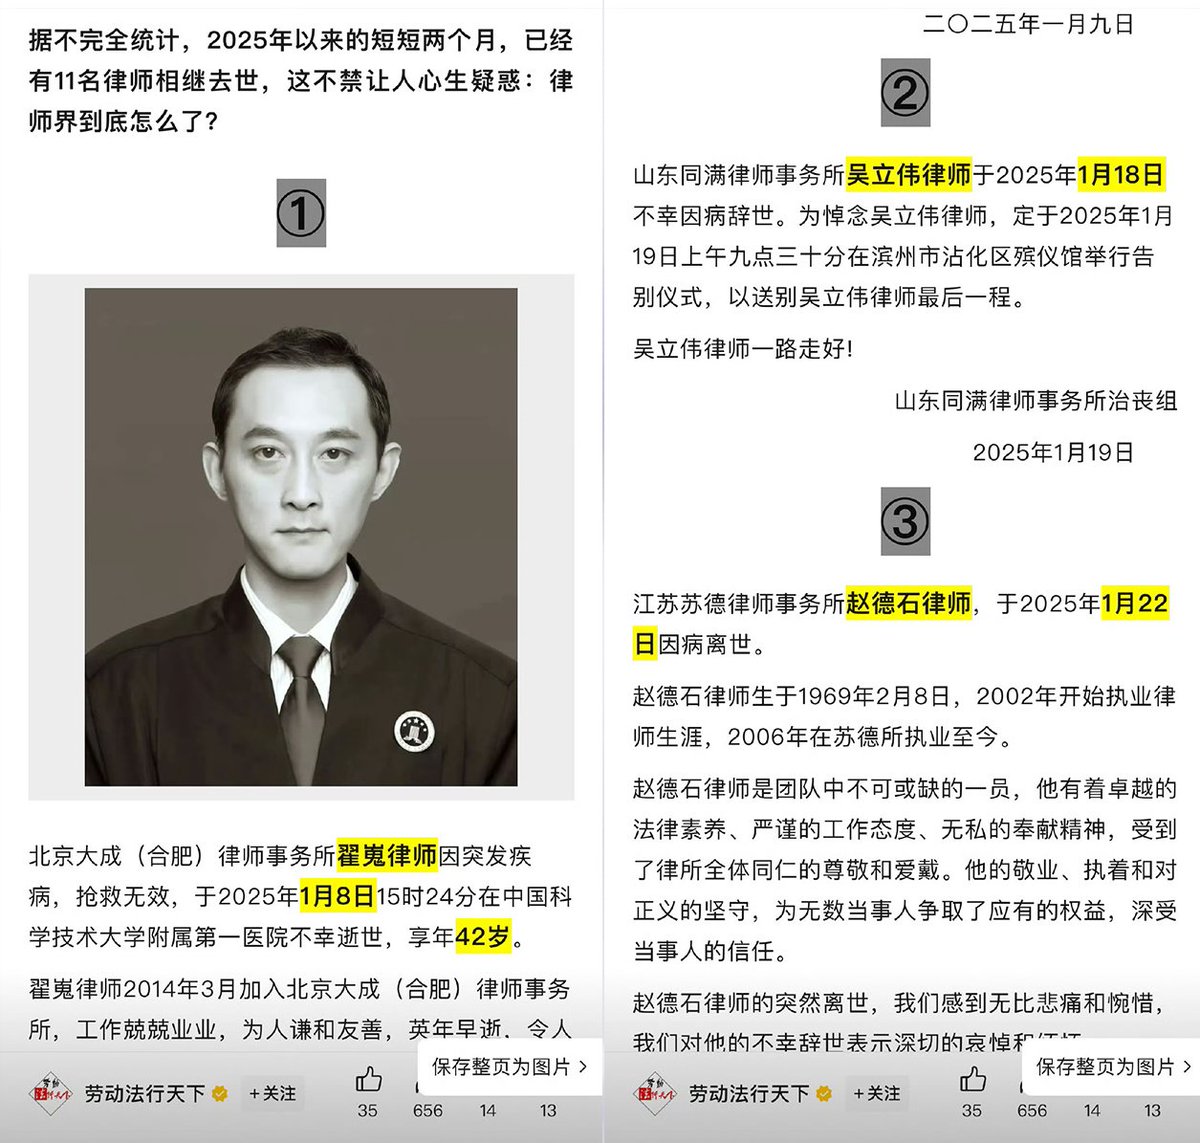 据不完全统计，2025年以来的短短两个月，已经
有11名律师相继去世，这不禁让人心生疑惑：律
师界到底怎么了？
①
北京大成（合肥）律师事务所翟嵬律师因突发疾
病，抢救无效，于2025年1月8日15时24分在中国科
学技术大学附属第一医院不幸逝世，享年42岁。
翟嵬律师2014年3月加入北京大成（合肥）律师事务
所，工作兢兢业业，为人谦和友善，英年早逝，令人
保存整页为图片 >
劳动法行天下
+关注
35
656
14
13
二〇二五年一月九日
②
山东同满律师事务所吴立伟律师于2025年1月18日
不幸因病辞世。为悼念吴立伟律师，定于2025年1月
19日上午九点三十分在滨州市沾化区殡仪馆举行告
别仪式，以送别吴立伟律师最后一程。
吴立伟律师一路走好!
山东同满律师事务所治丧组
2025年1月19日
③
江苏苏德律师事务所赵德石律师，于2025年1月22
日因病离世。
赵德石律师生于1969年2月8日，2002年开始执业律
师生涯，2006年在苏德所执业至今。
赵德石律师是团队中不可或缺的一员，他有着卓越的
法律素养、严谨的工作态度、无私的奉献精神，受到
了律所全体同仁的尊敬和爱戴。他的敬业、执着和对
正义的坚守，为无数当事人争取了应有的权益，深受
当事人的信任。
赵德石律师的突然离世，我们感到无比悲痛和惋惜，
我们对他的不幸辞世表示深切的哀悼和缅怀
保存整页为图片 >
劳动法行天下
+关注
35
656
14
13